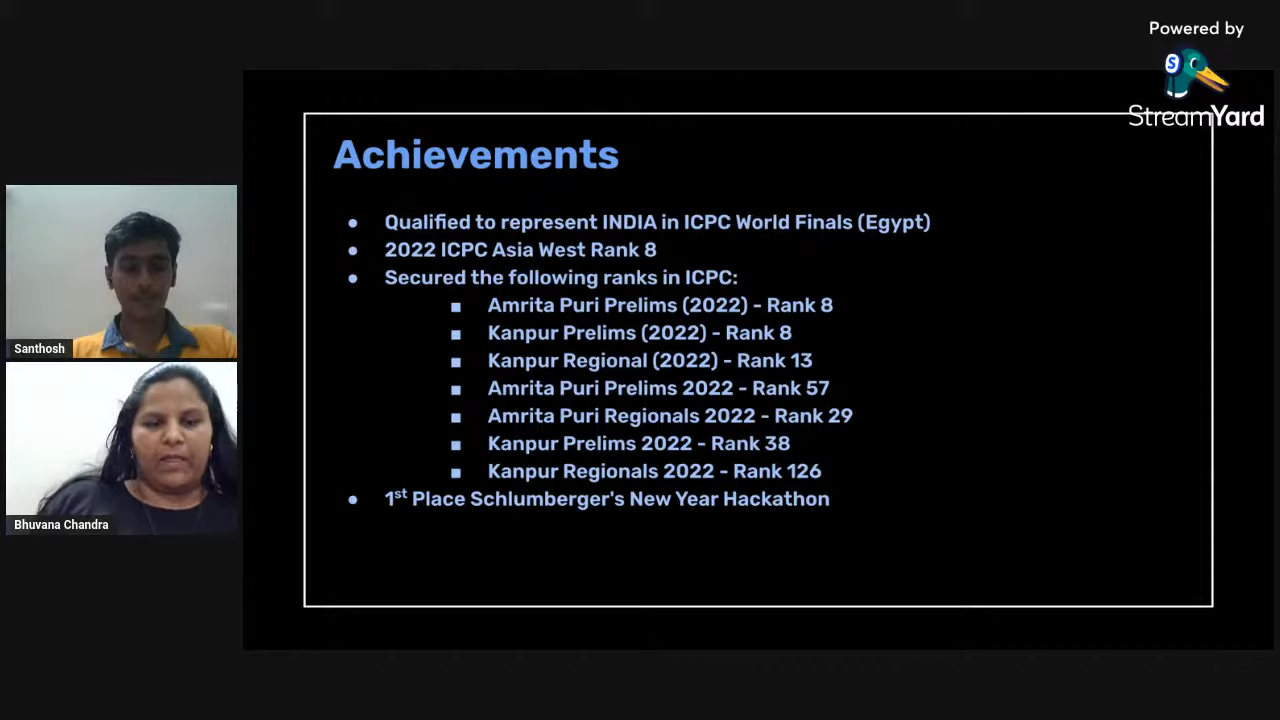 Powered by
StreamYard
Achievements
● Qualified to represent INDIA in ICPC World Finals (Egypt)
● 2022 ICPC Asia West Rank 8
● Secured the following ranks in ICPC:
■ Amrita Puri Prelims (2022) - Rank 8
■ Kanpur Prelims (2022) - Rank 8
■ Kanpur Regional (2022) - Rank 13
■ Amrita Puri Prelims 2022 - Rank 57
■ Amrita Puri Regionals 2022 - Rank 29
■ Kanpur Prelims 2022 - Rank 38
■ Kanpur Regionals 2022 - Rank 126
● 1st Place Schlumberger's New Year Hackathon
Santhosh
Bhuvana Chandra